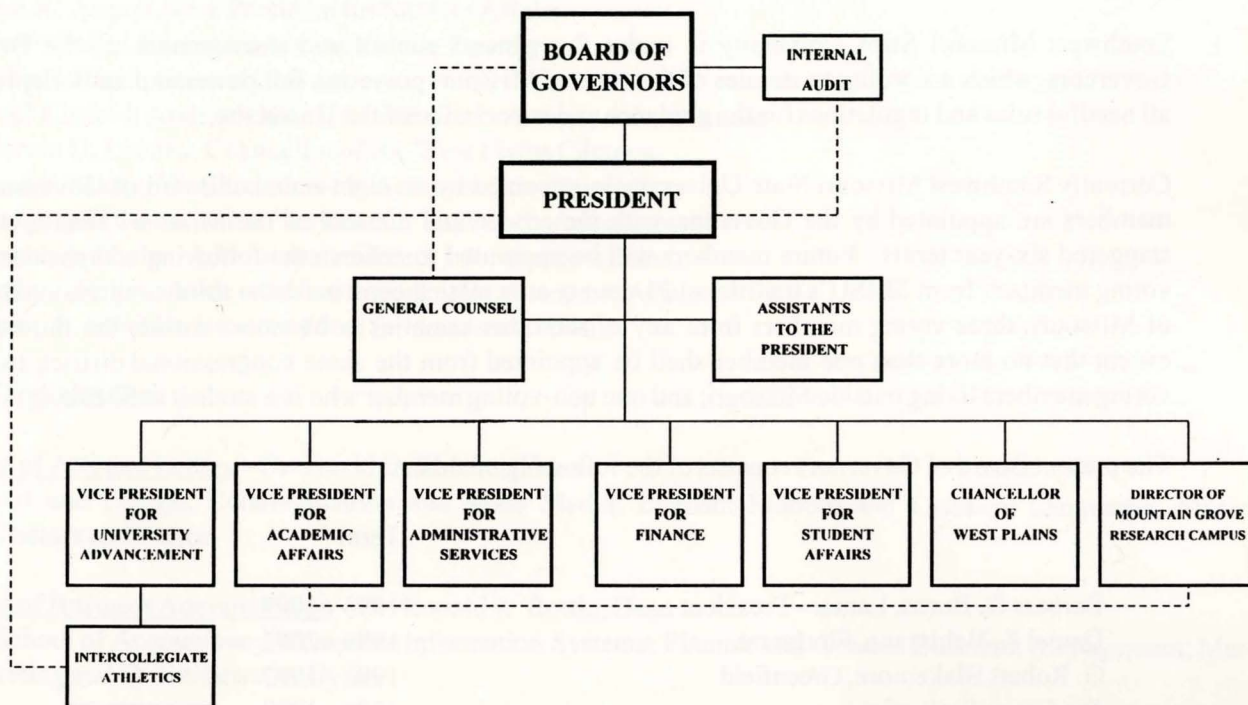 BOARD OF
GOVERNORS
INTERNAL
AUDIT
PRESIDENT
GENERAL COUNSEL
ASSISTANTS
TO THE
PRESIDENT
VICE PRESIDENT
FOR
UNIVERSITY
ADVANCEMENT
VICE PRESIDENT
FOR
ACADEMIC
AFFAIRS
VICE PRESIDENT
FOR
ADMINISTRATIVE
SERVICES
VICE PRESIDENT
FOR
FINANCE
VICE PRESIDENT
FOR
STUDENT
AFFAIRS
CHANCELLOR
OF
WEST PLAINS
DIRECTOR OF
MOUNTAIN GROVE
RESEARCH CAMPUS
INTERCOLLEGIATE
ATHLETICS